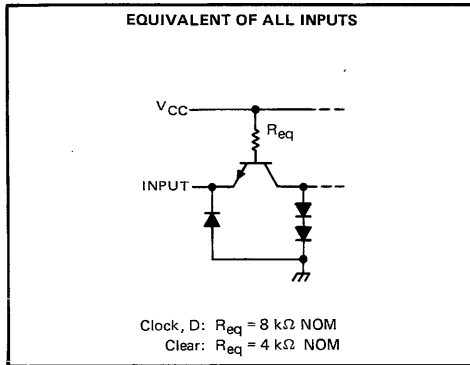 EQUIVALENT OF ALL INPUTS
VCC
Req
INPUT
Clock, D: Req = 8 kΩ NOM
Clear: Req = 4 kΩ NOM